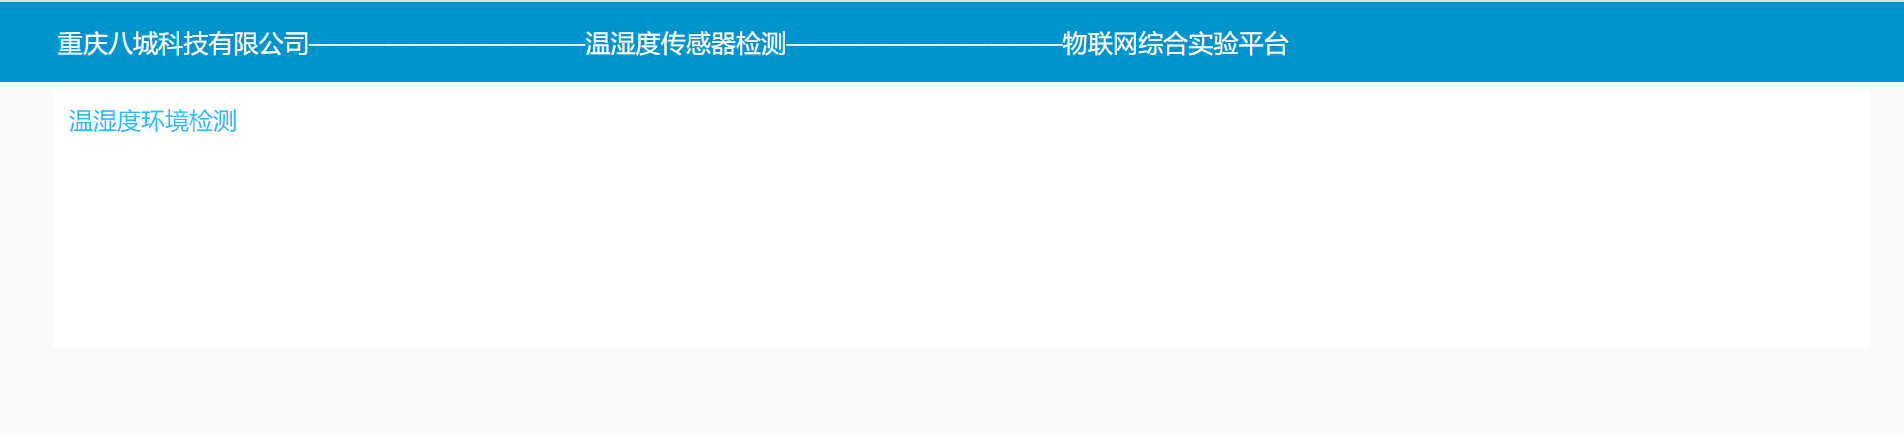 重庆八城科技有限公司———————————温湿度传感器检测———————————物联网综合实验平台
温湿度环境检测